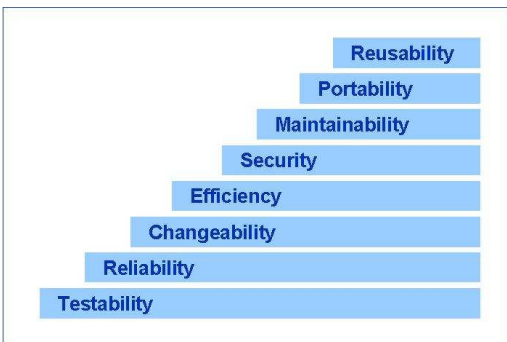 Reusability
Portability
Maintainability
Security
Efficiency
Changeability
Reliability
Testability